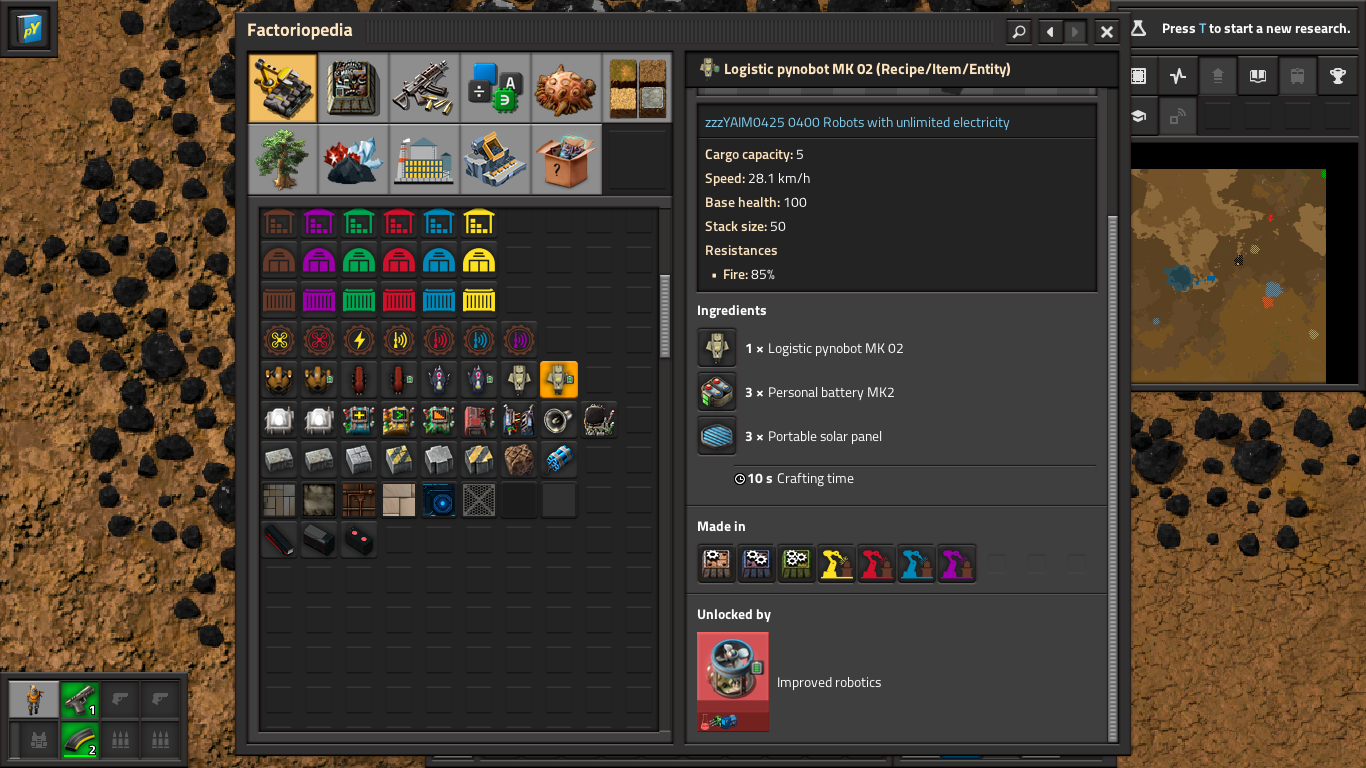 pY
Factoriopedia
Press T to start a new research.
÷
A
?
Logistic pynobot MK 02 (Recipe/Item/Entity)
zzzYAIM0425 0400 Robots with unlimited electricity
Cargo capacity: 5
Speed: 28.1 km/h
Base health: 100
Stack size: 50
Resistances
▪ Fire: 85%
Ingredients
1 × Logistic pynobot MK 02
3 × Personal battery MK2
3 × Portable solar panel
10 s Crafting time
Made in
Unlocked by
Improved robotics
1
2